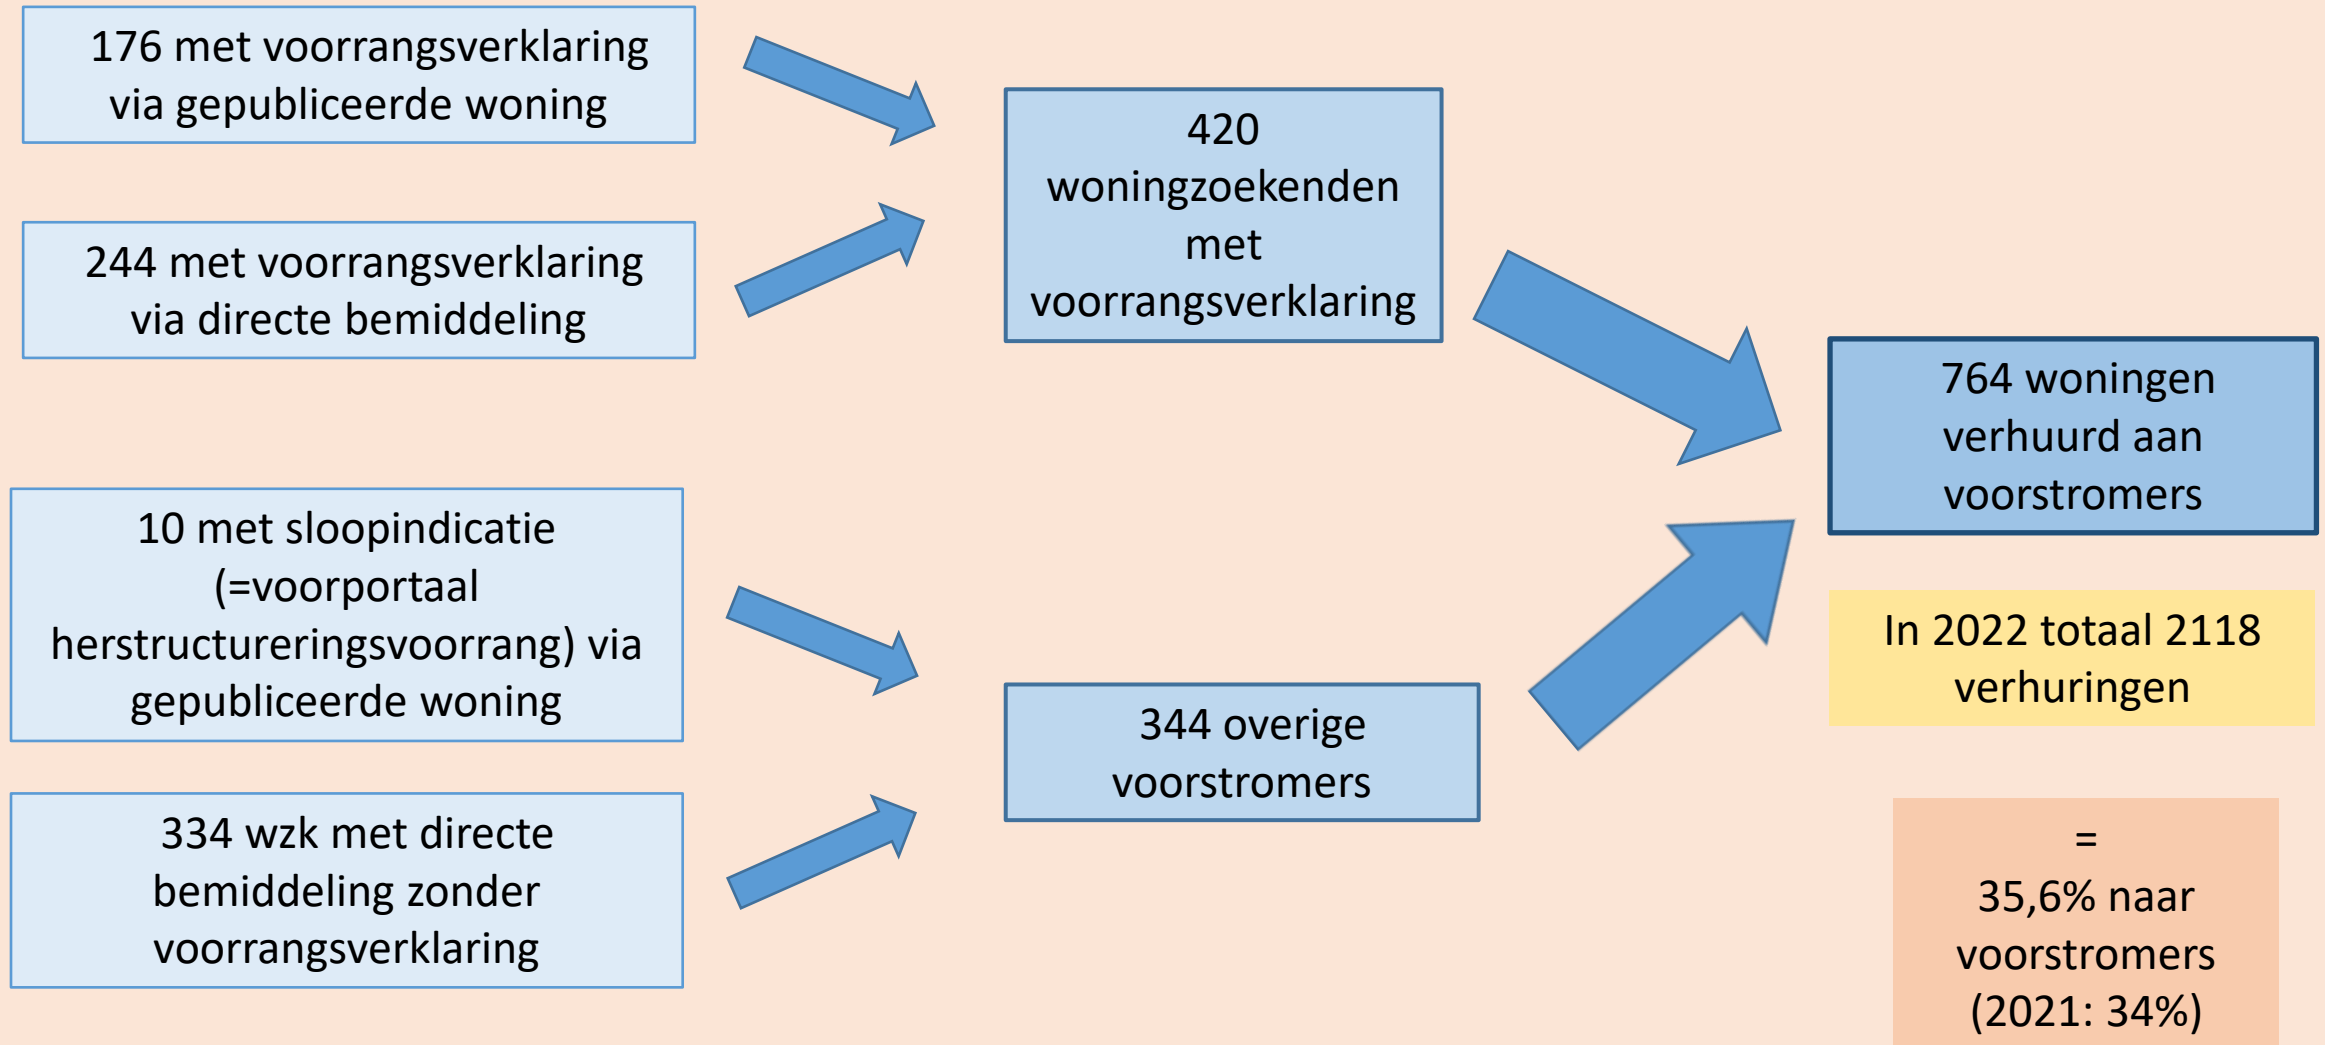 176 met voorrangsverklaring
via gepubliceerde woning
244 met voorrangsverklaring
via directe bemiddeling
420
woningzoekenden
met
voorrangsverklaring
10 met sloopindicatie
(=voorportaal
herstructureringsvoorrang) via
gepubliceerde woning
334 wzk met directe
bemiddeling zonder
voorrangsverklaring
344 overige
voorstromers
764 woningen
verhuurd aan
voorstromers
In 2022 totaal 2118
verhuringen
=
35,6% naar
voorstromers
(2021: 34%)